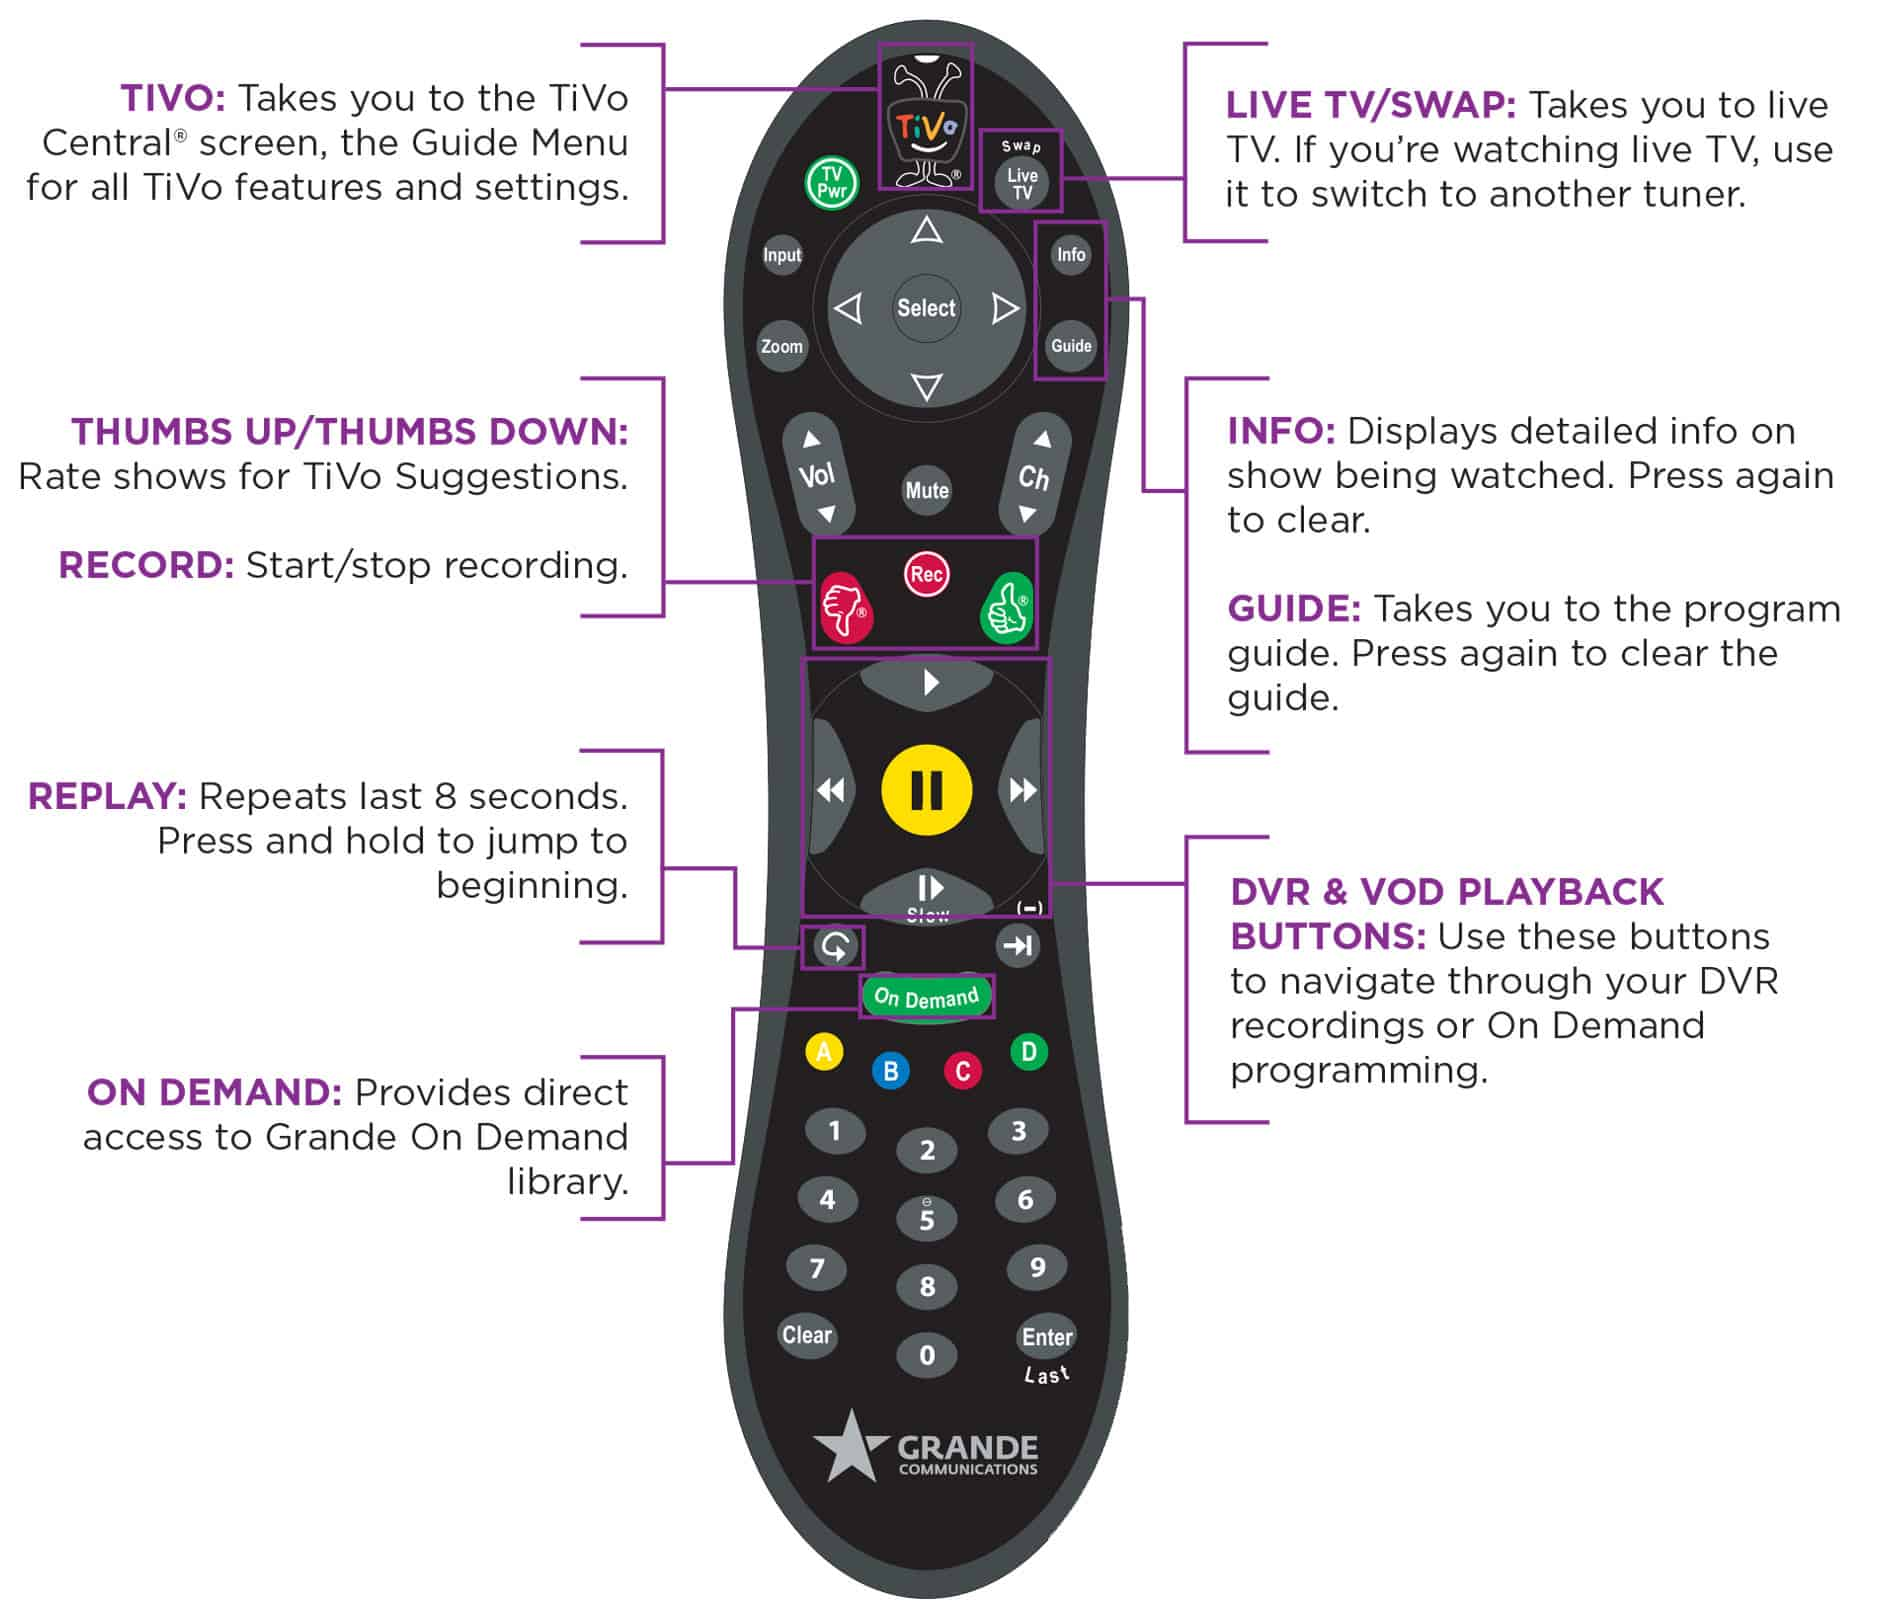 TIVO: Takes you to the TiVo
Central® screen, the Guide Menu
for all TiVo features and settings.
THUMBS UP/THUMBS DOWN:
Rate shows for TiVo Suggestions.
RECORD: Start/stop recording.
REPLAY: Repeats last 8 seconds.
Press and hold to jump to
beginning.
ON DEMAND: Provides direct
access to Grande On Demand
library.
TiVo
®
TV
Pwr
Swap
Live
TV
Input
Info
Select
Zoom
Guide
Vol
Mute
Ch
Rec
®
®
Slow
(–)
On Demand
A
B
C
D
1
2
3
4
5
6
7
8
9
Clear
0
Enter
Last
GRANDE
COMMUNICATIONS
LIVE TV/SWAP: Takes you to live
TV. If you’re watching live TV, use
it to switch to another tuner.
INFO: Displays detailed info on
show being watched. Press again
to clear.
GUIDE: Takes you to the program
guide. Press again to clear the
guide.
DVR & VOD PLAYBACK
BUTTONS: Use these buttons
to navigate through your DVR
recordings or On Demand
programming.